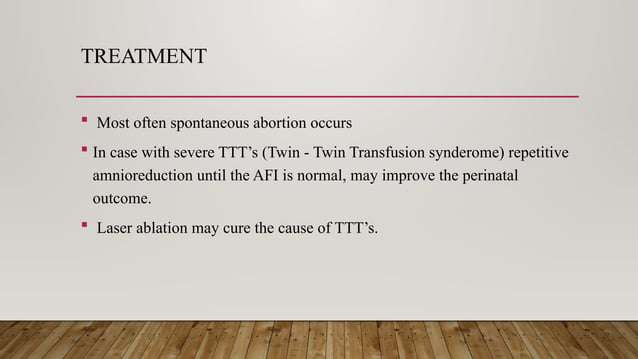 TREATMENT
▪ Most often spontaneous abortion occurs
▪ In case with severe TTT’s (Twin - Twin Transfusion synderome) repetitive
amnioreduction until the AFI is normal, may improve the perinatal
outcome.
▪ Laser ablation may cure the cause of TTT’s.